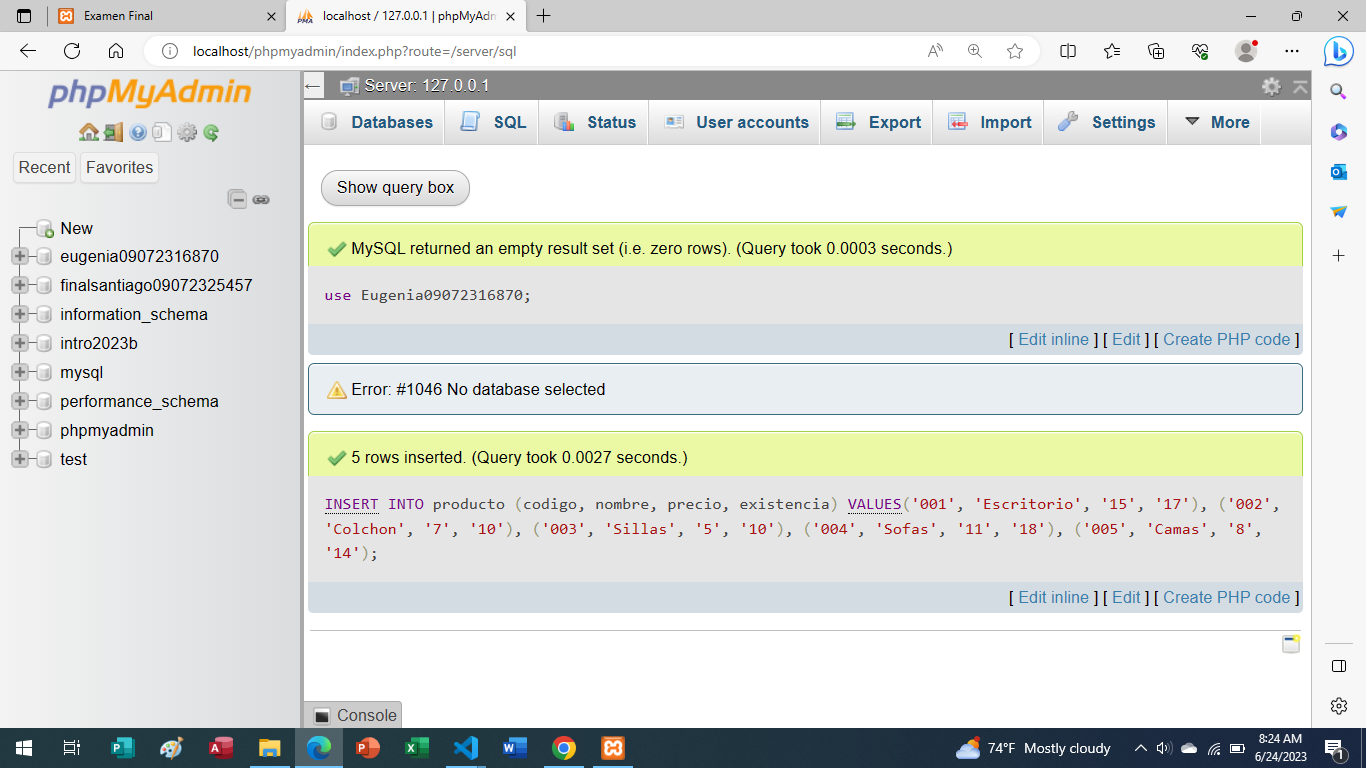 Examen Final
localhost / 127.0.0.1 | phpMyAdm
localhost/phpmyadmin/index.php?route=/server/sql
phpMyAdmin
Recent
Favorites
New
eugenia09072316870
finalsantiago09072325457
information_schema
intro2023b
mysql
performance_schema
phpmyadmin
test
Server: 127.0.0.1
Databases
SQL
Status
User accounts
Export
Import
Settings
More
Show query box
MySQL returned an empty result set (i.e. zero rows). (Query took 0.0003 seconds.)
use Eugenia09072316870;
[ Edit inline ] [ Edit ] [ Create PHP code ]
Error: #1046 No database selected
5 rows inserted. (Query took 0.0027 seconds.)
INSERT INTO producto (codigo, nombre, precio, existencia) VALUES('001', 'Escritorio', '15', '17'), ('002',
'Colchon', '7', '10'), ('003', 'Sillas', '5', '10'), ('004', 'Sofas', '11', '18'), ('005', 'Camas', '8',
'14');
[ Edit inline ] [ Edit ] [ Create PHP code ]
Console
74°F Mostly cloudy
8:24 AM
6/24/2023
1